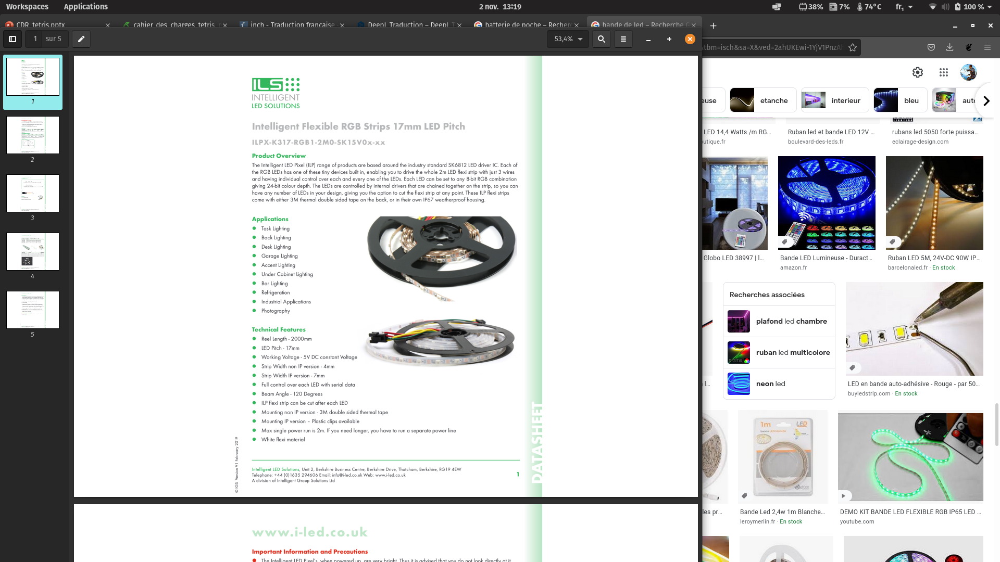 Workspaces
Applications
2 nov.  13:19
38%
7%
74°C
fr₁
100 %
CDR_tetris.pptx
cahier_des_charges_tetris
inch - Traduction française
DeepL Traduction – DeepL
batterie de poche – Recher
bande de led – Recherche
1
sur 5
53,4%
&tbm=isch&sa=X&ved=2ahUKEwi-1YjV1PnzAh
1
2
3
4
5
ILS
INTELLIGENT
LED SOLUTIONS
Intelligent Flexible RGB Strips 17mm LED Pitch
ILPX-K317-RGB1-2M0-SK15V0x-xx
Product Overview
The Intelligent LED Pixel (ILP) range of products are based around the industry standard SK6812 LED driver IC. Each of
the RGB LEDs has one of these tiny devices built in, enabling you to drive the whole 2m LED flexi strip with just 3 wires
and having individual control over each and every one of the LEDs. Each LED can be set to any 8-bit RGB combination
giving 24-bit colour depth. The LEDs are controlled by internal drivers that are chained together on the strip, so you can
have any number of LEDs in your design, giving you the option to cut the flexi strip at any point. These ILP flexi strips
come with either 3M thermal double sided tape on the back, or in their own IP67 weatherproof housing.
Applications
Task Lighting
Back Lighting
Desk Lighting
Garage Lighting
Accent Lighting
Under Cabinet Lighting
Bar Lighting
Refrigeration
Industrial Applications
Photography
Technical Features
Reel Length - 2000mm
LED Pitch - 17mm
Working Voltage - 5V DC constant Voltage
Strip Width non IP version - 4mm
Strip Width IP version - 7mm
Full control over each LED with serial data
Beam Angle - 120 Degrees
ILP flexi strip can be cut after each LED
Mounting non IP version - 3M double sided thermal tape
Mounting IP version – Plastic clips available
Max single power run is 2m. If you need longer, you have to run a separate power line
White flexi material
© IGS  Version V1 February 2019
DATASHEET
Intelligent LED Solutions, Unit 2, Berkshire Business Centre, Berkshire Drive, Thatcham, Berkshire, RG19 4EW
Telephone: +44 (0)1635 294606 Email: info@i-led.co.uk Web: www.i-led.co.uk
A division of Intelligent Group Solutions Ltd
1
www.i-led.co.uk
Important Information and Precautions
The Intelligent LED Pixel's, when powered up, are very bright. Thus it is advised that you do not look directly at it.
euse
etanche
interieur
bleu
auto
LED 14,4 Watts /m RG...
outique.fr
Ruban led et bande LED 12V ...
boulevard-des-leds.fr
rubans led 5050 forte puissa...
eclairage-design.com
Globo LED 38997 | l...
Bande LED Lumineuse - Duract...
amazon.fr
Ruban LED 5M, 24V-DC 90W IP...
barcelonaled.fr · En stock
Recherches associées
plafond led chambre
ruban led multicolore
neon led
LED en bande auto-adhésive - Rouge - par 50...
buyledstrip.com · En stock
1m
bande LED blanche
LED
les pr...
Bande Led 2,4w 1m Blanche...
leroymerlin.fr · En stock
DEMO KIT BANDE LED FLEXIBLE RGB IP65 LED ...
youtube.com